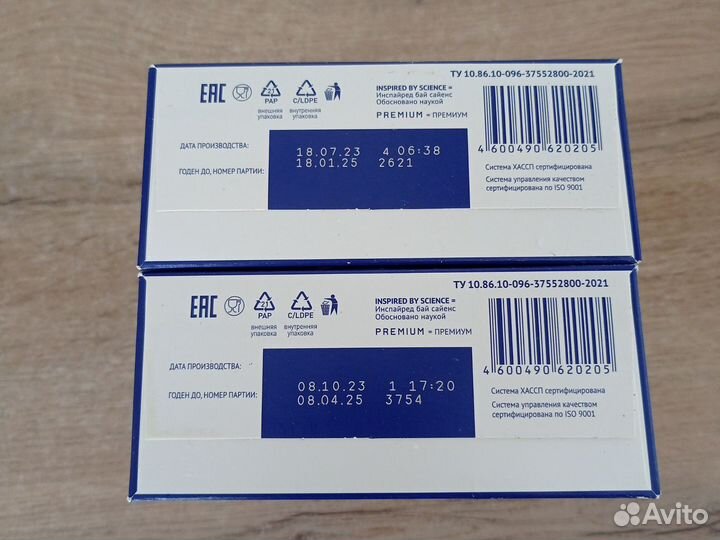 ТУ 10.86.10-096-37552800-2021
EAC
21
PAP
внешняя
упаковка
C/LDPE
внутренняя
упаковка
INSPIRED BY SCIENCE =
Инспайред бай сайенс
Обосновано наукой
PREMIUM = ПРЕМИУМ
4 600490 620205
ДАТА ПРОИЗВОДСТВА:
18.07.23 4 06:38
ГОДЕН ДО, НОМЕР ПАРТИИ:
18.01.25 2621
Система ХАССП сертифицирована
Система управления качеством
сертифицирована по ISO 9001
ТУ 10.86.10-096-37552800-2021
EAC
21
PAP
внешняя
упаковка
C/LDPE
внутренняя
упаковка
INSPIRED BY SCIENCE =
Инспайред бай сайенс
Обосновано наукой
PREMIUM = ПРЕМИУМ
4 600490 620205
ДАТА ПРОИЗВОДСТВА:
08.10.23 1 17:20
ГОДЕН ДО, НОМЕР ПАРТИИ:
08.04.25 3754
Система ХАССП сертифицирована
Система управления качеством
сертифицирована по ISO 9001
Avito